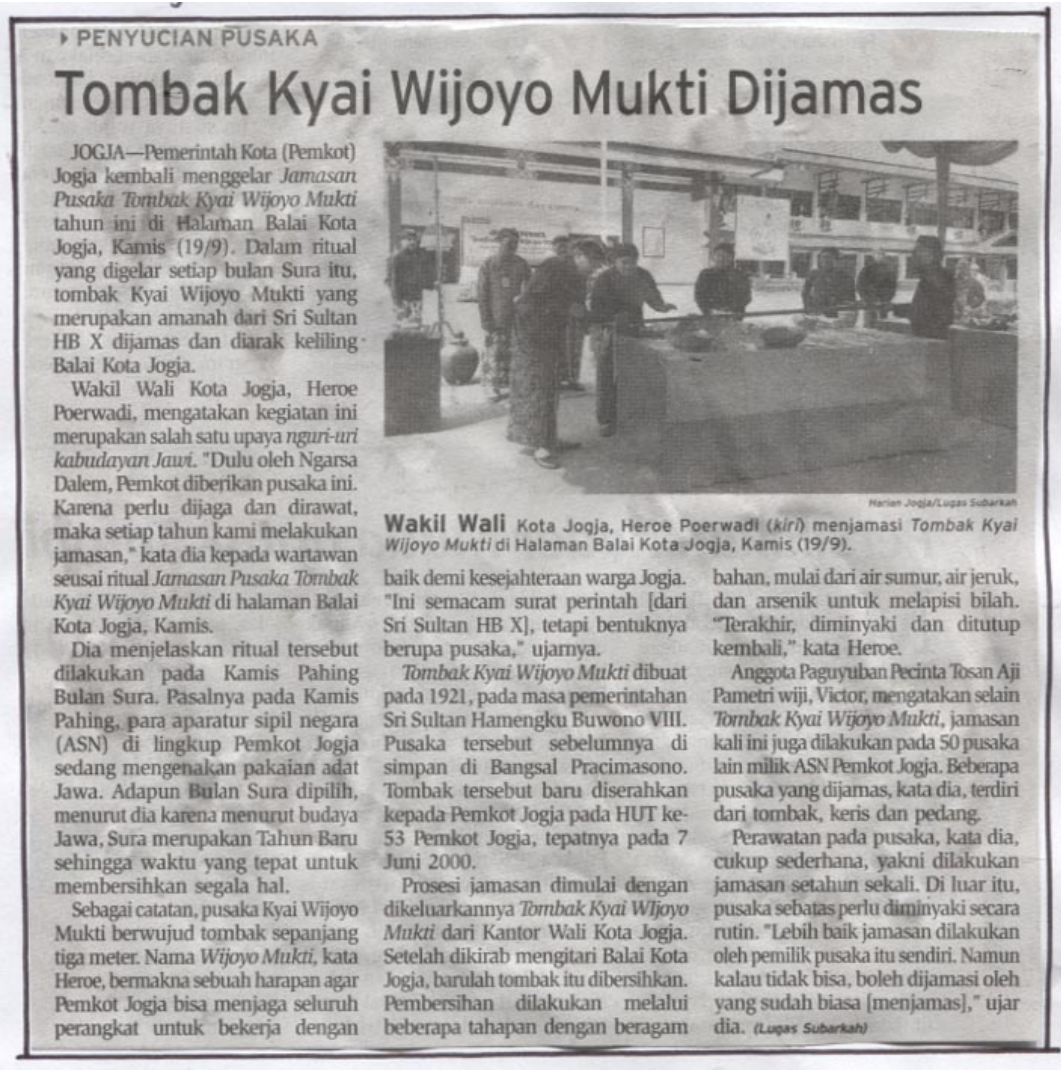 PENYUCIAN PUSAKA
Tombak Kyai Wijoyo Mukti Dijamas
JOGJA—Pemerintah Kota (Pemkot)
Jogja kembali menggelar Jamasan
Pusaka Tombak Kyai Wijoyo Mukti
tahun ini di Halaman Balai Kota
Jogja, Kamis (19/9). Dalam ritual
yang digelar setiap bulan Sura itu,
tombak Kyai Wijoyo Mukti yang
merupakan amanah dari Sri Sultan
HB X dijamas dan diarak keliling
Balai Kota Jogja.
Wakil Wali Kota Jogja, Heroe
Poerwadi, mengatakan kegiatan ini
merupakan salah satu upaya nguri-uri
kabudayan Jawi. "Dulu oleh Ngarsa
Dalem, Pemkot diberikan pusaka ini.
Karena perlu dijaga dan dirawat,
maka setiap tahun kami melakukan
jamasan," kata dia kepada wartawan
seusai ritual Jamasan Pusaka Tombak
Kyai Wijoyo Mukti di halaman Balai
Kota Jogja, Kamis.
Dia menjelaskan ritual tersebut
dilakukan pada Kamis Pahing
Bulan Sura. Pasalnya pada Kamis
Pahing, para aparatur sipil negara
(ASN) di lingkup Pemkot Jogja
sedang mengenakan pakaian adat
Jawa. Adapun Bulan Sura dipilih,
menurut dia karena menurut budaya
Jawa, Sura merupakan Tahun Baru
sehingga waktu yang tepat untuk
membersihkan segala hal.
Sebagai catatan, pusaka Kyai Wijoyo
Mukti berwujud tombak sepanjang
tiga meter. Nama Wijoyo Mukti, kata
Heroe, bermakna sebuah harapan agar
Pemkot Jogja bisa menjaga seluruh
perangkat untuk bekerja dengan
Harian Jogja/Lugas Subarkah
Wakil Wali Kota Jogja, Heroe Poerwadi (kiri) menjamasi Tombak Kyai
Wijoyo Mukti di Halaman Balai Kota Jogja, Kamis (19/9).
baik demi kesejahteraan warga Jogja.
"Ini semacam surat perintah [dari
Sri Sultan HB X], tetapi bentuknya
berupa pusaka," ujarnya.
Tombak Kyai Wijoyo Mukti dibuat
pada 1921, pada masa pemerintahan
Sri Sultan Hamengku Buwono VIII.
Pusaka tersebut sebelumnya di
simpan di Bangsal Pracimasono.
Tombak tersebut baru diserahkan
kepada Pemkot Jogja pada HUT ke-
53 Pemkot Jogja, tepatnya pada 7
Juni 2000.
Prosesi jamasan dimulai dengan
dikeluarkannya Tombak Kyai WIjoyo
Mukti dari Kantor Wali Kota Jogja.
Setelah dikirab mengitari Balai Kota
Jogja, barulah tombak itu dibersihkan.
Pembersihan dilakukan melalui
beberapa tahapan dengan beragam
bahan, mulai dari air sumur, air jeruk,
dan arsenik untuk melapisi bilah.
"Terakhir, diminyaki dan ditutup
kembali," kata Heroe.
Anggota Paguyuban Pecinta Tosan Aji
Pametri wiji, Victor, mengatakan selain
Tombak Kyai Wijoyo Mukti, jamasan
kali ini juga dilakukan pada 50 pusaka
lain milik ASN Pemkot Jogja. Beberapa
pusaka yang dijamas, kata dia, terdiri
dari tombak, keris dan pedang.
Perawatan pada pusaka, kata dia,
cukup sederhana, yakni dilakukan
jamasan setahun sekali. Di luar itu,
pusaka sebatas perlu diminyaki secara
rutin. "Lebih baik jamasan dilakukan
oleh pemilik pusaka itu sendiri. Namun
kalau tidak bisa, boleh dijamasi oleh
yang sudah biasa [menjamas]," ujar
dia. (Lugas Subarkah)